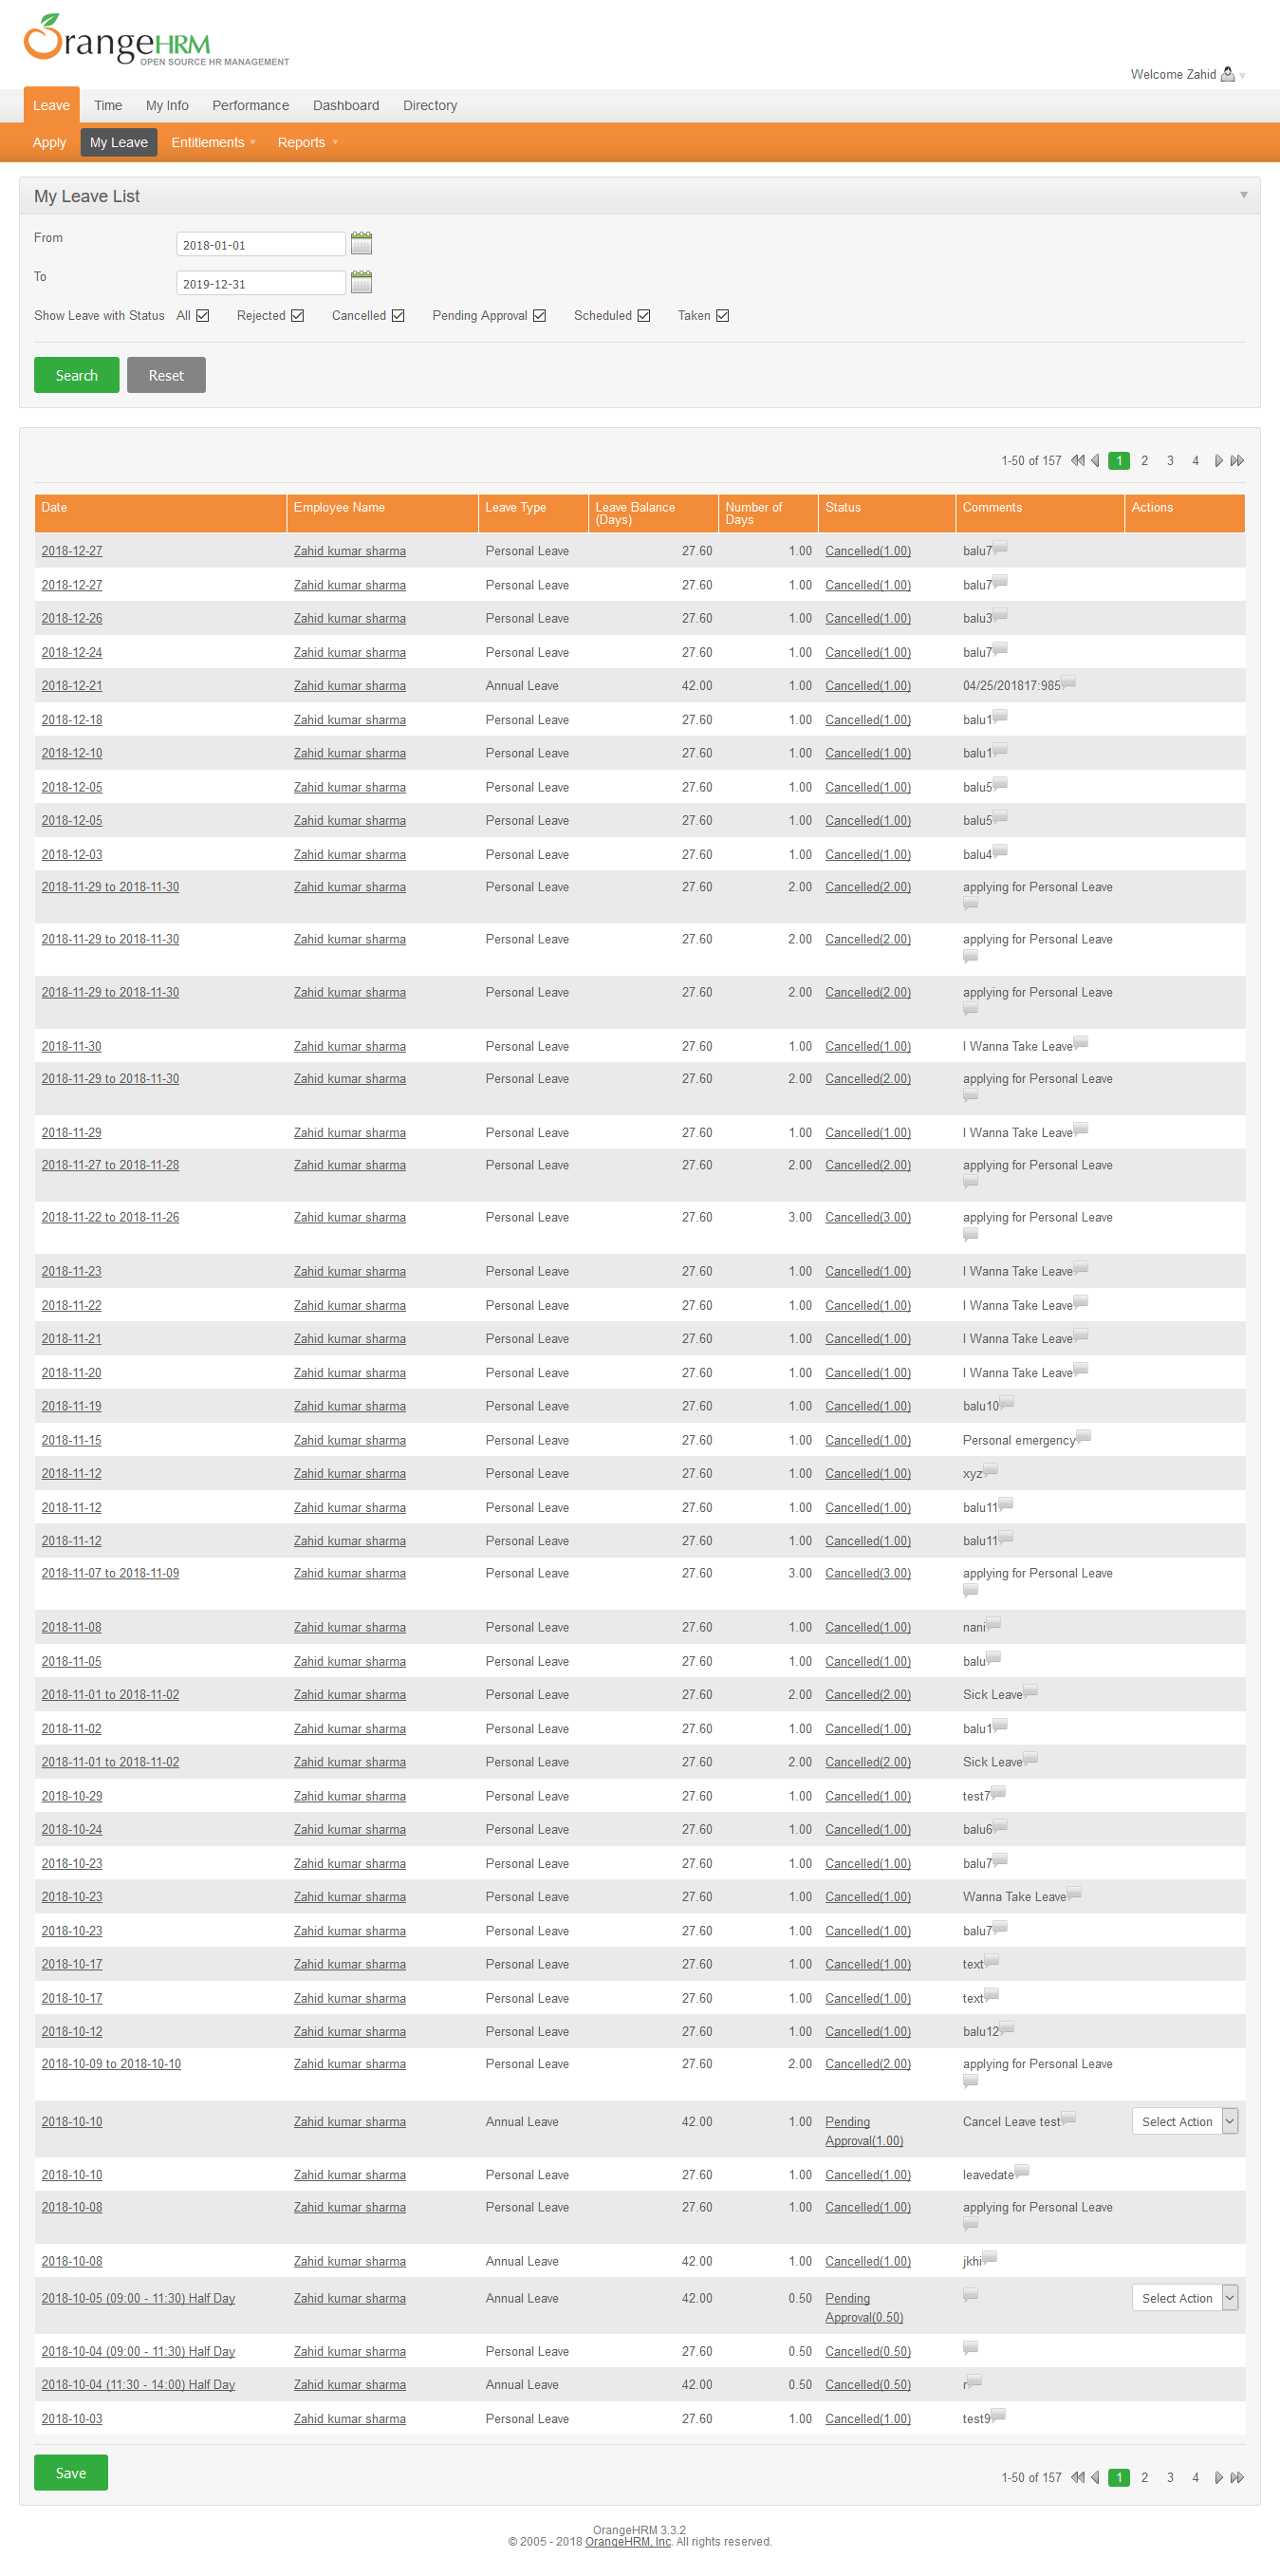 OrangeHRM
OPEN SOURCE HR MANAGEMENT
Welcome Zahid
Leave Time My Info Performance Dashboard Directory
Apply My Leave Entitlements Reports
My Leave List
From 2018-01-01
To 2019-12-31
Show Leave with Status All Rejected Cancelled Pending Approval Scheduled Taken
Search Reset
1-50 of 157 1 2 3 4
Date Employee Name Leave Type Leave Balance (Days) Number of Days Status Comments Actions
2018-12-27 Zahid kumar sharma Personal Leave 27.60 1.00 Cancelled(1.00) balu7
2018-12-27 Zahid kumar sharma Personal Leave 27.60 1.00 Cancelled(1.00) balu7
2018-12-26 Zahid kumar sharma Personal Leave 27.60 1.00 Cancelled(1.00) balu3
2018-12-24 Zahid kumar sharma Personal Leave 27.60 1.00 Cancelled(1.00) balu7
2018-12-21 Zahid kumar sharma Annual Leave 42.00 1.00 Cancelled(1.00) 04/25/201817:985
2018-12-18 Zahid kumar sharma Personal Leave 27.60 1.00 Cancelled(1.00) balu1
2018-12-10 Zahid kumar sharma Personal Leave 27.60 1.00 Cancelled(1.00) balu1
2018-12-05 Zahid kumar sharma Personal Leave 27.60 1.00 Cancelled(1.00) balu5
2018-12-05 Zahid kumar sharma Personal Leave 27.60 1.00 Cancelled(1.00) balu5
2018-12-03 Zahid kumar sharma Personal Leave 27.60 1.00 Cancelled(1.00) balu4
2018-11-29 to 2018-11-30 Zahid kumar sharma Personal Leave 27.60 2.00 Cancelled(2.00) applying for Personal Leave
2018-11-29 to 2018-11-30 Zahid kumar sharma Personal Leave 27.60 2.00 Cancelled(2.00) applying for Personal Leave
2018-11-29 to 2018-11-30 Zahid kumar sharma Personal Leave 27.60 2.00 Cancelled(2.00) applying for Personal Leave
2018-11-30 Zahid kumar sharma Personal Leave 27.60 1.00 Cancelled(1.00) I Wanna Take Leave
2018-11-29 to 2018-11-30 Zahid kumar sharma Personal Leave 27.60 2.00 Cancelled(2.00) applying for Personal Leave
2018-11-29 Zahid kumar sharma Personal Leave 27.60 1.00 Cancelled(1.00) I Wanna Take Leave
2018-11-27 to 2018-11-28 Zahid kumar sharma Personal Leave 27.60 2.00 Cancelled(2.00) applying for Personal Leave
2018-11-22 to 2018-11-26 Zahid kumar sharma Personal Leave 27.60 3.00 Cancelled(3.00) applying for Personal Leave
2018-11-23 Zahid kumar sharma Personal Leave 27.60 1.00 Cancelled(1.00) I Wanna Take Leave
2018-11-22 Zahid kumar sharma Personal Leave 27.60 1.00 Cancelled(1.00) I Wanna Take Leave
2018-11-21 Zahid kumar sharma Personal Leave 27.60 1.00 Cancelled(1.00) I Wanna Take Leave
2018-11-20 Zahid kumar sharma Personal Leave 27.60 1.00 Cancelled(1.00) I Wanna Take Leave
2018-11-19 Zahid kumar sharma Personal Leave 27.60 1.00 Cancelled(1.00) balu10
2018-11-15 Zahid kumar sharma Personal Leave 27.60 1.00 Cancelled(1.00) Personal emergency
2018-11-12 Zahid kumar sharma Personal Leave 27.60 1.00 Cancelled(1.00) xyz
2018-11-12 Zahid kumar sharma Personal Leave 27.60 1.00 Cancelled(1.00) balu11
2018-11-12 Zahid kumar sharma Personal Leave 27.60 1.00 Cancelled(1.00) balu11
2018-11-07 to 2018-11-09 Zahid kumar sharma Personal Leave 27.60 3.00 Cancelled(3.00) applying for Personal Leave
2018-11-08 Zahid kumar sharma Personal Leave 27.60 1.00 Cancelled(1.00) nani
2018-11-05 Zahid kumar sharma Personal Leave 27.60 1.00 Cancelled(1.00) balu
2018-11-01 to 2018-11-02 Zahid kumar sharma Personal Leave 27.60 2.00 Cancelled(2.00) Sick Leave
2018-11-02 Zahid kumar sharma Personal Leave 27.60 1.00 Cancelled(1.00) balu1
2018-11-01 to 2018-11-02 Zahid kumar sharma Personal Leave 27.60 2.00 Cancelled(2.00) Sick Leave
2018-10-29 Zahid kumar sharma Personal Leave 27.60 1.00 Cancelled(1.00) test7
2018-10-24 Zahid kumar sharma Personal Leave 27.60 1.00 Cancelled(1.00) balu6
2018-10-23 Zahid kumar sharma Personal Leave 27.60 1.00 Cancelled(1.00) balu7
2018-10-23 Zahid kumar sharma Personal Leave 27.60 1.00 Cancelled(1.00) Wanna Take Leave
2018-10-23 Zahid kumar sharma Personal Leave 27.60 1.00 Cancelled(1.00) balu7
2018-10-17 Zahid kumar sharma Personal Leave 27.60 1.00 Cancelled(1.00) text
2018-10-17 Zahid kumar sharma Personal Leave 27.60 1.00 Cancelled(1.00) text
2018-10-12 Zahid kumar sharma Personal Leave 27.60 1.00 Cancelled(1.00) balu12
2018-10-09 to 2018-10-10 Zahid kumar sharma Personal Leave 27.60 2.00 Cancelled(2.00) applying for Personal Leave
2018-10-10 Zahid kumar sharma Annual Leave 42.00 1.00 Pending Approval(1.00) Cancel Leave test Select Action
2018-10-10 Zahid kumar sharma Personal Leave 27.60 1.00 Cancelled(1.00) leavedate
2018-10-08 Zahid kumar sharma Personal Leave 27.60 1.00 Cancelled(1.00) applying for Personal Leave
2018-10-08 Zahid kumar sharma Annual Leave 42.00 1.00 Cancelled(1.00) jkhi
2018-10-05 (09:00 - 11:30) Half Day Zahid kumar sharma Annual Leave 42.00 0.50 Pending Approval(0.50) Select Action
2018-10-04 (09:00 - 11:30) Half Day Zahid kumar sharma Personal Leave 27.60 0.50 Cancelled(0.50)
2018-10-04 (11:30 - 14:00) Half Day Zahid kumar sharma Annual Leave 42.00 0.50 Cancelled(0.50) r
2018-10-03 Zahid kumar sharma Personal Leave 27.60 1.00 Cancelled(1.00) test9
Save
1-50 of 157 1 2 3 4
OrangeHRM 3.3.2
© 2005 - 2018 OrangeHRM, Inc. All rights reserved.